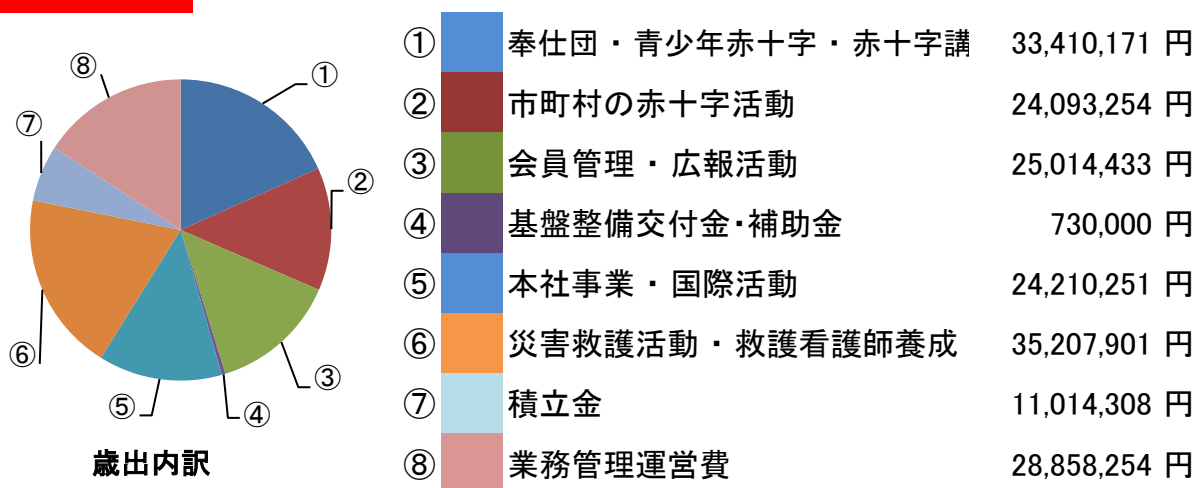 ① 奉仕団・青少年赤十字・赤十字講 33,410,171 円
② 市町村の赤十字活動 24,093,254 円
③ 会員管理・広報活動 25,014,433 円
④ 基盤整備交付金・補助金 730,000 円
⑤ 本社事業・国際活動 24,210,251 円
⑥ 災害救護活動・救護看護師養成 35,207,901 円
⑦ 積立金 11,014,308 円
⑧ 業務管理運営費 28,858,254 円
①
②
③
④
⑤
⑥
⑦
⑧
歳出内訳